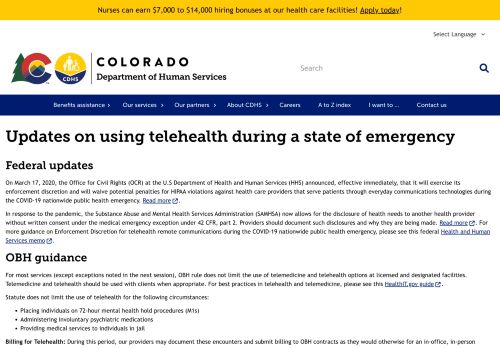 Nurses can earn $7,000 to $14,000 hiring bonuses at our health care facilities! Apply today!
Select Language
CDHS
COLORADO
Department of Human Services
Search
Benefits assistance
Our services
Our partners
About CDHS
Careers
A to Z index
I want to ...
Contact us
Updates on using telehealth during a state of emergency
Federal updates
On March 17, 2020, the Office for Civil Rights (OCR) at the U.S Department of Health and Human Services (HHS) announced, effective immediately, that it will exercise its
enforcement discretion and will waive potential penalties for HIPAA violations against health care providers that serve patients through everyday communications technologies during
the COVID-19 nationwide public health emergency. Read more.
In response to the pandemic, the Substance Abuse and Mental Health Services Administration (SAMHSA) now allows for the disclosure of health needs to another health provider
without written consent under the medical emergency exception under 42 CFR, part 2. Providers should document such disclosures and why they are being made. Read more. For
more guidance on Enforcement Discretion for telehealth remote communications during the COVID-19 nationwide public health emergency, please see this federal Health and Human
Services memo.
OBH guidance
For most services (except exceptions noted in the next session), OBH rule does not limit the use of telemedicine and telehealth options at licensed and designated facilities.
Telemedicine and telehealth should be used with clients when appropriate. For best practices in telehealth and telemedicine, please see this HealthIT.gov guide.
Statute does not limit the use of telehealth for the following circumstances:
• Placing individuals on 72-hour mental health hold procedures (M1s)
• Administering involuntary psychiatric medications
• Providing medical services to individuals in jail
Billing for Telehealth: During this period, our providers may document these encounters and submit billing to OBH contracts as they would otherwise for an in-office, in-person